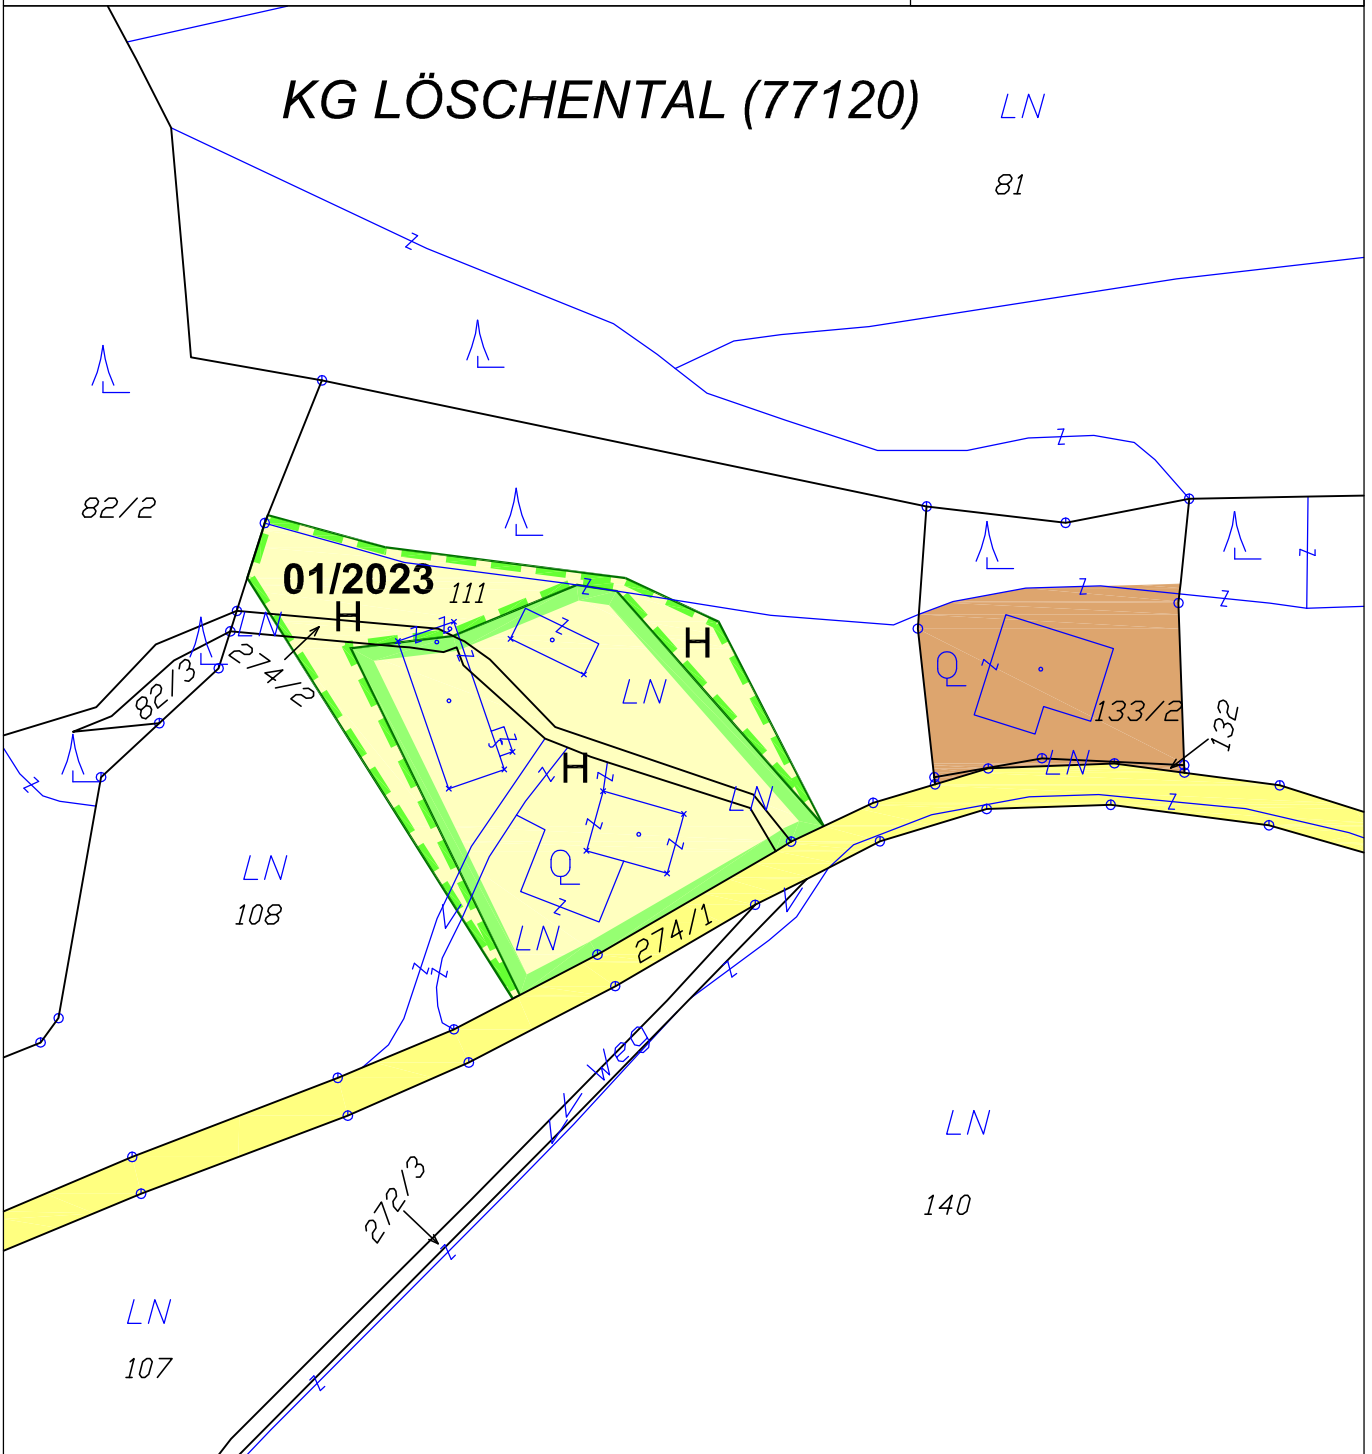 KG LÖSCHENTAL (77120)
LN
81
82/2
01/2023
111
H
H
LN
274/2
82/3
LN
133/2
132
H
LN
LN
LN
108
LN
274/1
Weg
LN
272/3
140
LN
107